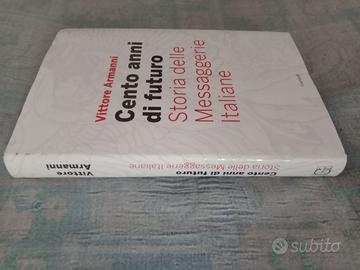 Vittore Armanni
Cento anni
di futuro
Storia delle
Messaggerie
Italiane
Vittore
Armanni
Cento anni di futuro
Storia delle Messaggerie Italiane
subito